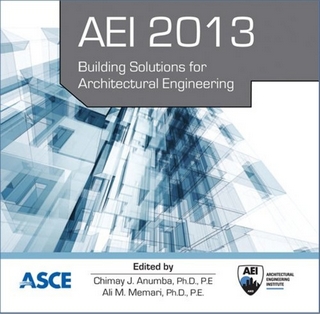 AEI 2013
Building Solutions for
Architectural Engineering
Edited by
Chimay J. Anumba, Ph.D., P.E
Ali M. Memari, Ph.D., P.E.
ASCE
AEI
ARCHITECTURAL
ENGINEERING
INSTITUTE